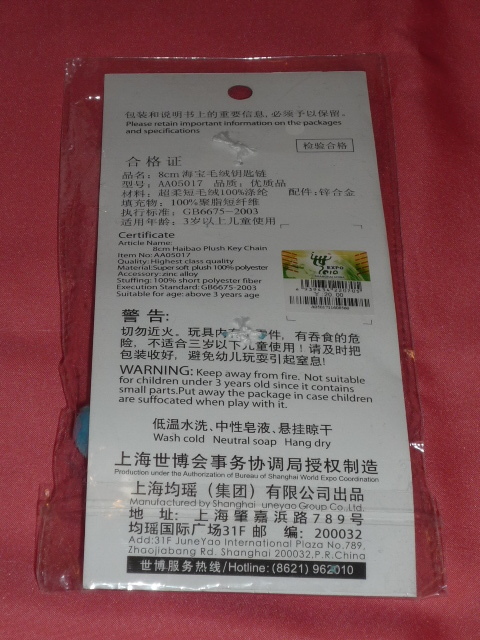 包装和说明书上的重要信息,必须予以保留。
Please retain important information on the packages
and specifications
检验合格
合格证
品名: 8cm海宝毛绒钥匙链
型号: AA05017 品质: 优质品
材料: 超柔短毛绒100%涤纶 配件: 锌合金
填充物: 100%聚脂短纤维
执行标准: GB6675-2003
适用年龄: 3岁以上儿童使用
Certificate
Article Name:
8cm Haibao Plush Key Chain
Item No: AA05017
Quality: Highest class quality
Material: Super soft plush 100% polyester
Accessory: zinc alloy
Stuffing: 100% short polyester fiber
Execution Standard: GB6675-2003
Suitable for age: above 3 years age
EXPO
2010
警告:
切勿近火。玩具内 件,有吞食的危
险,不适合三岁以下儿童使用!请及时把
包装收好,避免幼儿玩耍引起窒息!
WARNING: Keep away from fire. Not suitable
for children under 3 years old since it contains
small parts.Put away the package in case children
are suffocated when play with it.
低温水洗、中性皂液、悬挂晾干
Wash cold Neutral soap Hang dry
上海世博会事务协调局授权制造
Production under the Authorization of Bureau of Shanghai World Expo Coordination
上海均瑶(集团)有限公司出品
Manufactured by Shanghai uneyao Group Co.,Ltd.
地 址: 上海肇嘉浜路789号
均瑶国际广场31F 邮 编: 200032
Add:31F JuneYao International Plaza No.789,
Zhaojiabang Rd. Shanghai 200032,P.R.China
世博服务热线/Hotline: (8621) 962010